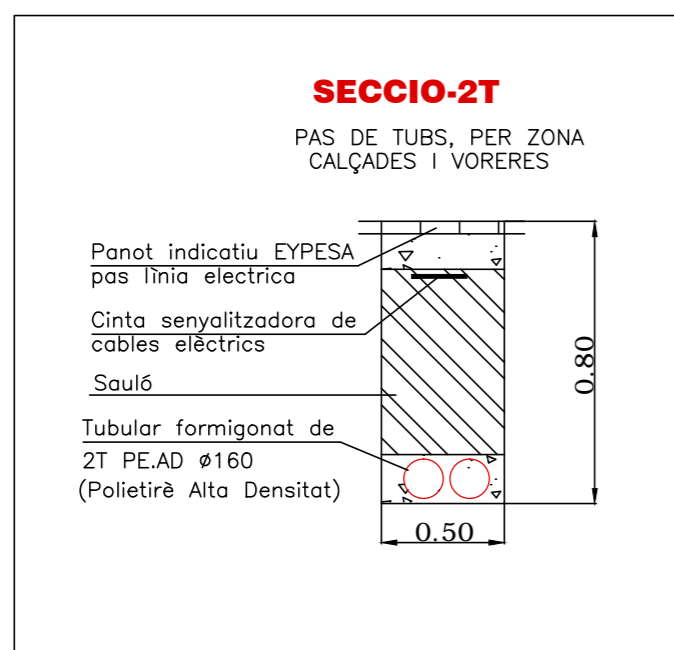 SECCIO-2T
PAS DE TUBS, PER ZONA
CALÇADES I VORERES
Panot indicatiu EYPESA
pas lìnia electrica
Cinta senyalitzadora de
cables elèctrics
Sauló
Tubular formigonat de
2T PE.AD ø160
(Polietirè Alta Densitat)
0.80
0.50